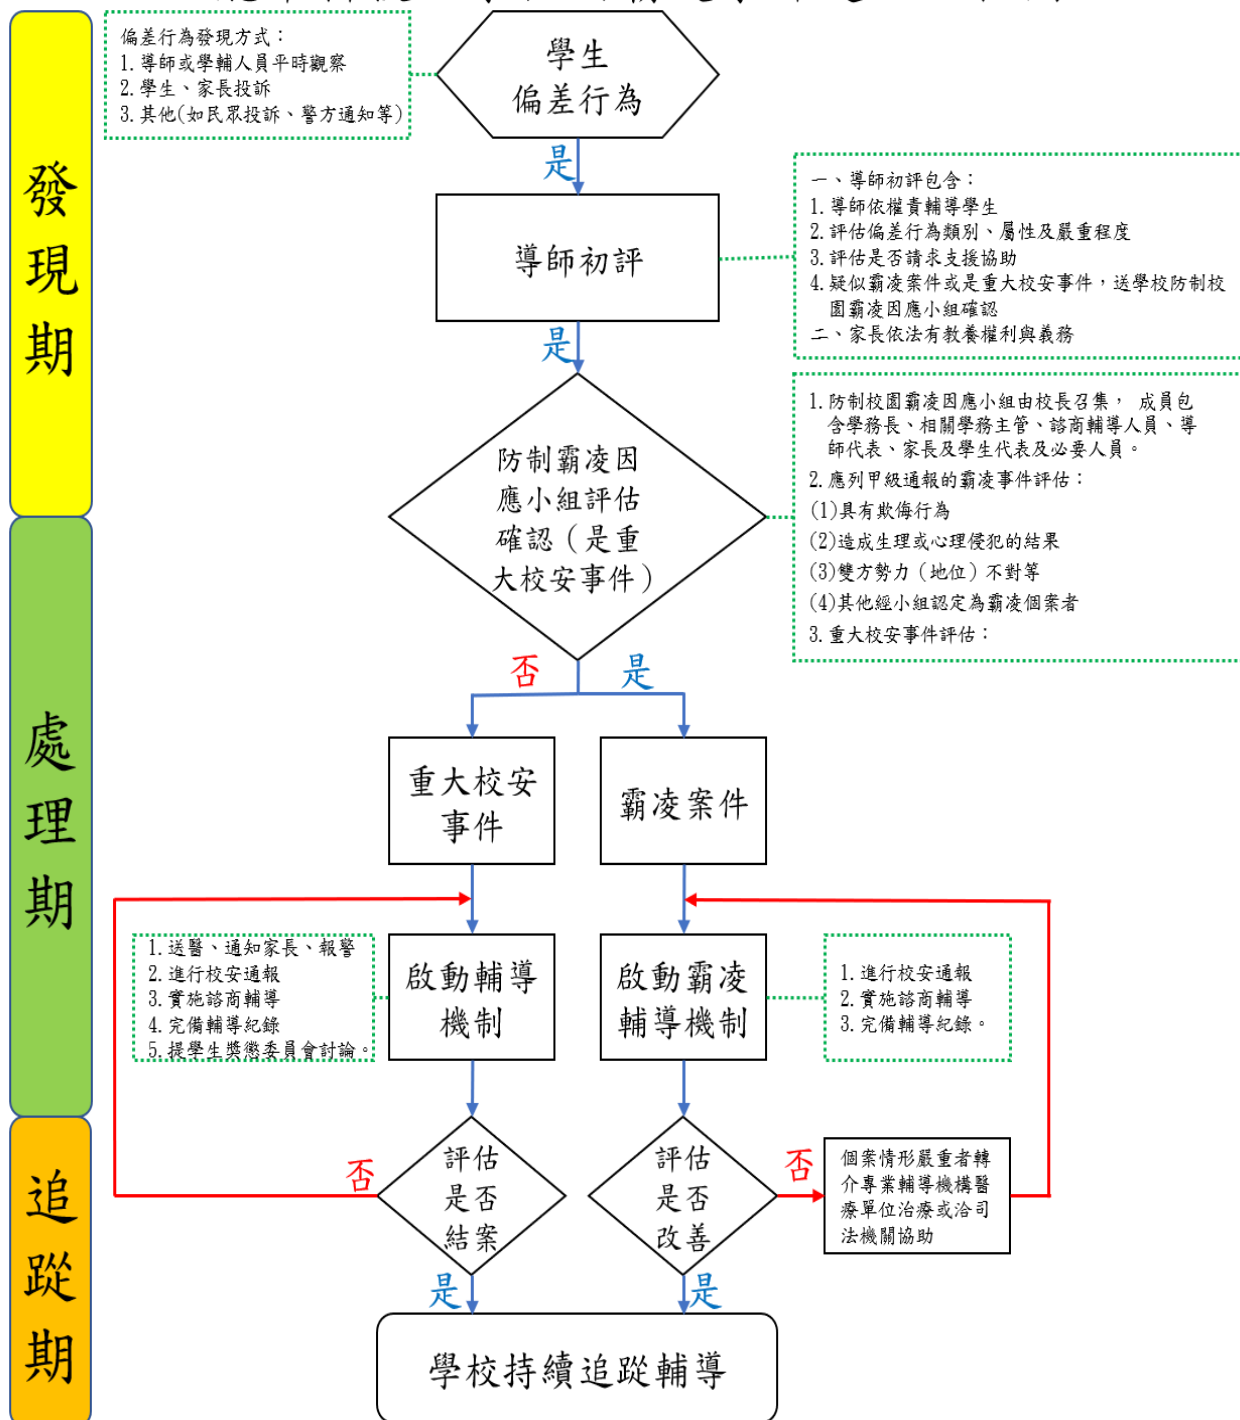 偏差行為發現方式：
1.導師或學輔人員平時觀察
2.學生、家長投訴
3.其他(如民眾投訴、警方通知等)
學生
偏差行為
是
發現期
導師初評
一、導師初評包含：
1.導師依權責輔導學生
2.評估偏差行為類別、屬性及嚴重程度
3.評估是否請求支援協助
4.疑似霸凌案件或是重大校安事件，送學校防制校
園霸凌因應小組確認
二、家長依法有教養權利與義務
是
防制霸凌因
應小組評估
確認（是重
大校安事件）
1.防制校園霸凌因應小組由校長召集， 成員包
含學務長、相關學務主管、諮商輔導人員、導
師代表、家長及學生代表及必要人員。
2.應列甲級通報的霸凌事件評估：
(1)具有欺侮行為
(2)造成生理或心理侵犯的結果
(3)雙方勢力（地位）不對等
(4)其他經小組認定為霸凌個案者
3.重大校安事件評估：
否
是
處理期
重大校安
事件
霸凌案件
1.送醫、通知家長、報警
2.進行校安通報
3.實施諮商輔導
4.完備輔導紀錄
5.提學生獎懲委員會討論。
啟動輔導
機制
啟動霸凌
輔導機制
1.進行校安通報
2.實施諮商輔導
3.完備輔導紀錄。
追蹤期
否
評估
是否
結案
評估
是否
改善
否
個案情形嚴重者轉
介專業輔導機構醫
療單位治療或洽司
法機關協助
是
是
學校持續追蹤輔導